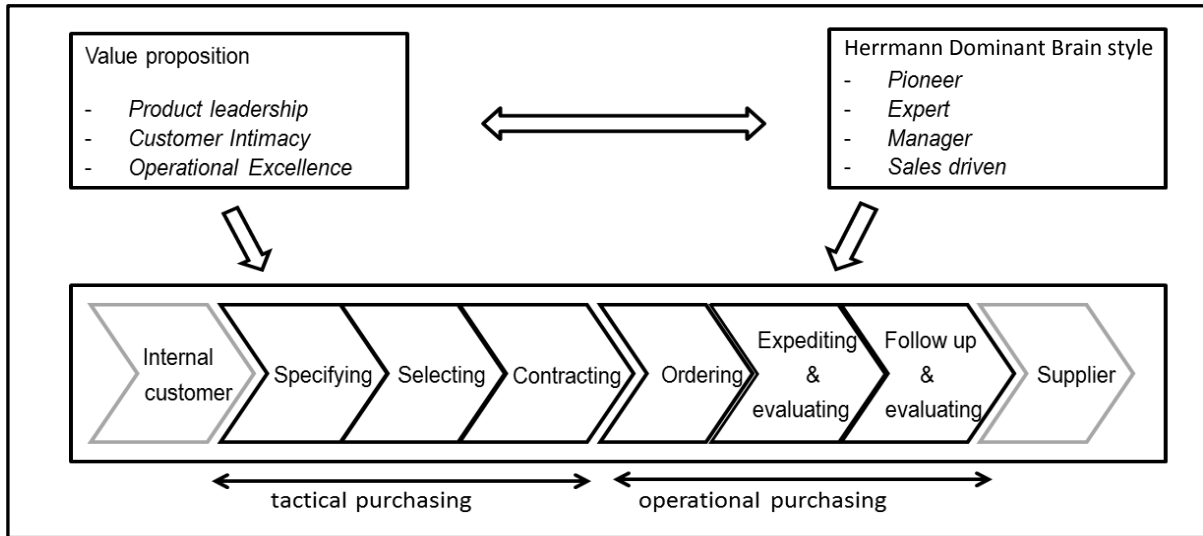 Value proposition
- Product leadership
- Customer Intimacy
- Operational Excellence
Herrmann Dominant Brain style
- Pioneer
- Expert
- Manager
- Sales driven
Internal
customer
Specifying
Selecting
Contracting
Ordering
Expediting
&
evaluating
Follow up
&
evaluating
Supplier
tactical purchasing
operational purchasing